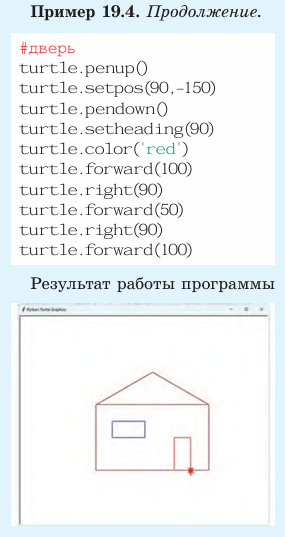 Пример 19.4. Продолжение.
#дверь
turtle.penup()
turtle.setpos(90,-150)
turtle.pendown()
turtle.setheading(90)
turtle.color('red')
turtle.forward(100)
turtle.right(90)
turtle.forward(50)
turtle.right(90)
turtle.forward(100)
Результат работы программы
Python Turtle Graphics